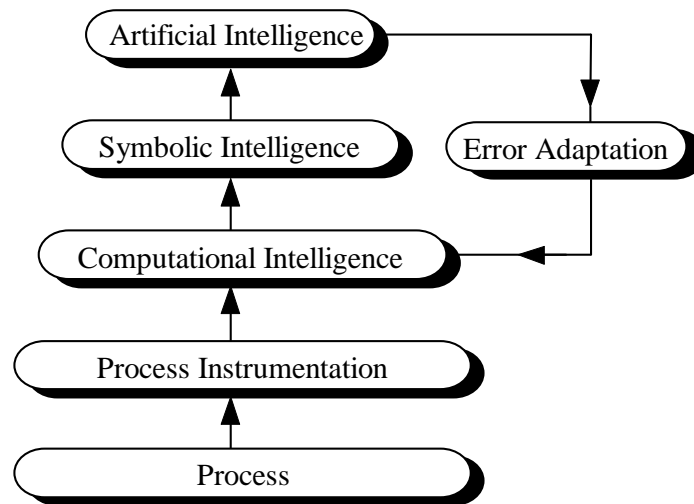 Artificial Intelligence
Symbolic Intelligence
Error Adaptation
Computational Intelligence
Process Instrumentation
Process